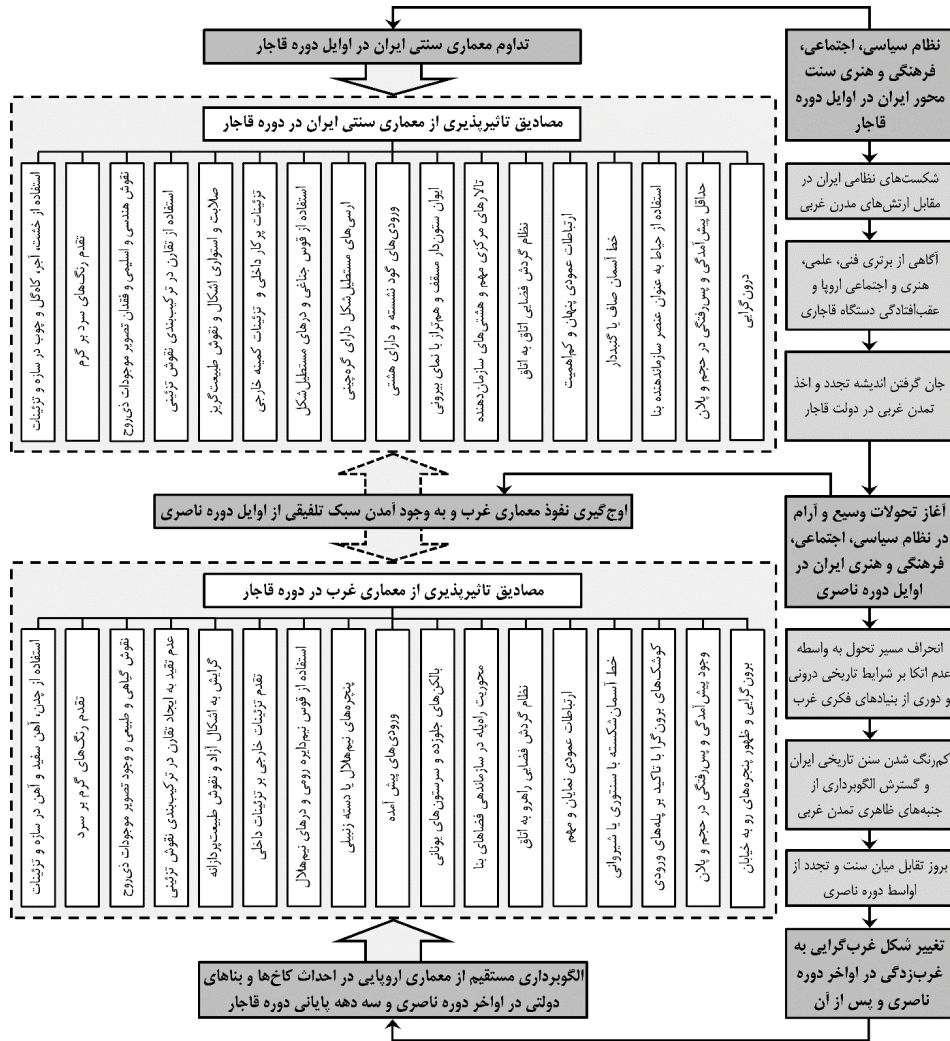 نظام سیاسی، اجتماعی،
فرهنگی و هنری سنت
محور ایران در اوایل دوره
قاجار
شکست‌های نظامی ایران در
مقابل ارتش‌های مدرن غربی
آگاهی از برتری فنی، علمی،
هنری و اجتماعی اروپا و
عقب‌افتادگی دستگاه قاجاری
جان گرفتن اندیشه تجدد و اخذ
تمدن غربی در دولت قاجار
آغاز تحولات وسیع و آرام
در نظام سیاسی، اجتماعی،
فرهنگی و هنری ایران در
اوایل دوره ناصری
انحراف مسیر تحول به واسطه
عدم اتکا بر شرایط تاریخی درونی
و دوری از بنیادهای فکری غرب
کم‌رنگ شدن سنن تاریخی ایران
و گسترش الگوبرداری از
جنبه‌های ظاهری تمدن غربی
بروز تقابل میان سنت و تجدد از
اواسط دوره ناصری
تغییر شکل غرب‌گرایی به
غرب‌زدگی در اواخر دوره
ناصری و پس از آن
تداوم معماری سنتی ایران در اوایل دوره قاجار
مصادیق تاثیرپذیری از معماری سنتی ایران در دوره قاجار
درون‌گرایی
حداقل پیش‌آمدگی و پس‌رفتگی در حجم و پلان
استفاده از حیاط به عنوان عنصر سازماندهنده بنا
خط آسمان صاف یا گنبددار
ارتباطات عمودی پنهان و کم‌اهمیت
نظام گردش فضایی اتاق به اتاق
تالارهای مرکزی مهم و هشتی‌های سازمان‌دهنده
ایوان ستون‌دار مسقف و هم‌تراز با نمای بیرونی
ورودی‌های گود نشسته و دارای هشتی
ارسی‌های مستطیل شکل دارای گره‌چینی
استفاده از قوس جناغی و درهای مستطیل‌شکل
تزئینات پرکار داخلی و تزئینات کمینه خارجی
صلابت و استواری اشکال و نقوش طبیعت‌گریز
استفاده از تقارن در ترکیب‌بندی نقوش تزئینی
نقوش هندسی و اسلیمی و فقدان تصویر موجودات ذی‌روح
تقدم رنگ‌های سرد بر گرم
استفاده از خشت، آجر، کاه‌گل و چوب در سازه و تزئینات
اوج‌گیری نفوذ معماری غرب و به وجود آمدن سبک تلفیقی از اوایل دوره ناصری
مصادیق تاثیرپذیری از معماری غرب در دوره قاجار
برون‌گرایی و ظهور پنجره‌های رو به خیابان
وجود پیش‌آمدگی و پس‌رفتگی در حجم و پلان
کوشک‌های برون‌گرا با تاکید بر پله‌های ورودی
خط آسمان‌شکسته با سنتوری یا شیروانی
ارتباطات عمودی نمایان و مهم
نظام گردش فضایی راهرو به اتاق
محوریت راه‌پله در سازماندهی فضاهای بنا
بالکن‌های جلوزده و سرستون‌های یونانی
ورودی‌های پیش آمده
پنجره‌های نیم‌هلال یا دسته زنبیلی
استفاده از قوس نیم‌دایره رومی و درهای نیم‌هلال
تقدم تزئینات خارجی بر تزئینات داخلی
گرایش به اشکال آزاد و نقوش طبیعت‌پردازانه
عدم تقید به ایجاد تقارن در ترکیب‌بندی نقوش تزئینی
نقوش گیاهی و طبیعی و وجود تصویر موجودات ذی‌روح
تقدم رنگ‌های گرم بر سرد
استفاده از چدن، آهن سفید و آهن در سازه و تزئینات
الگوبرداری مستقیم از معماری اروپایی در احداث کاخ‌ها و بناهای
دولتی در اواخر دوره ناصری و سه دهه پایانی دوره قاجار